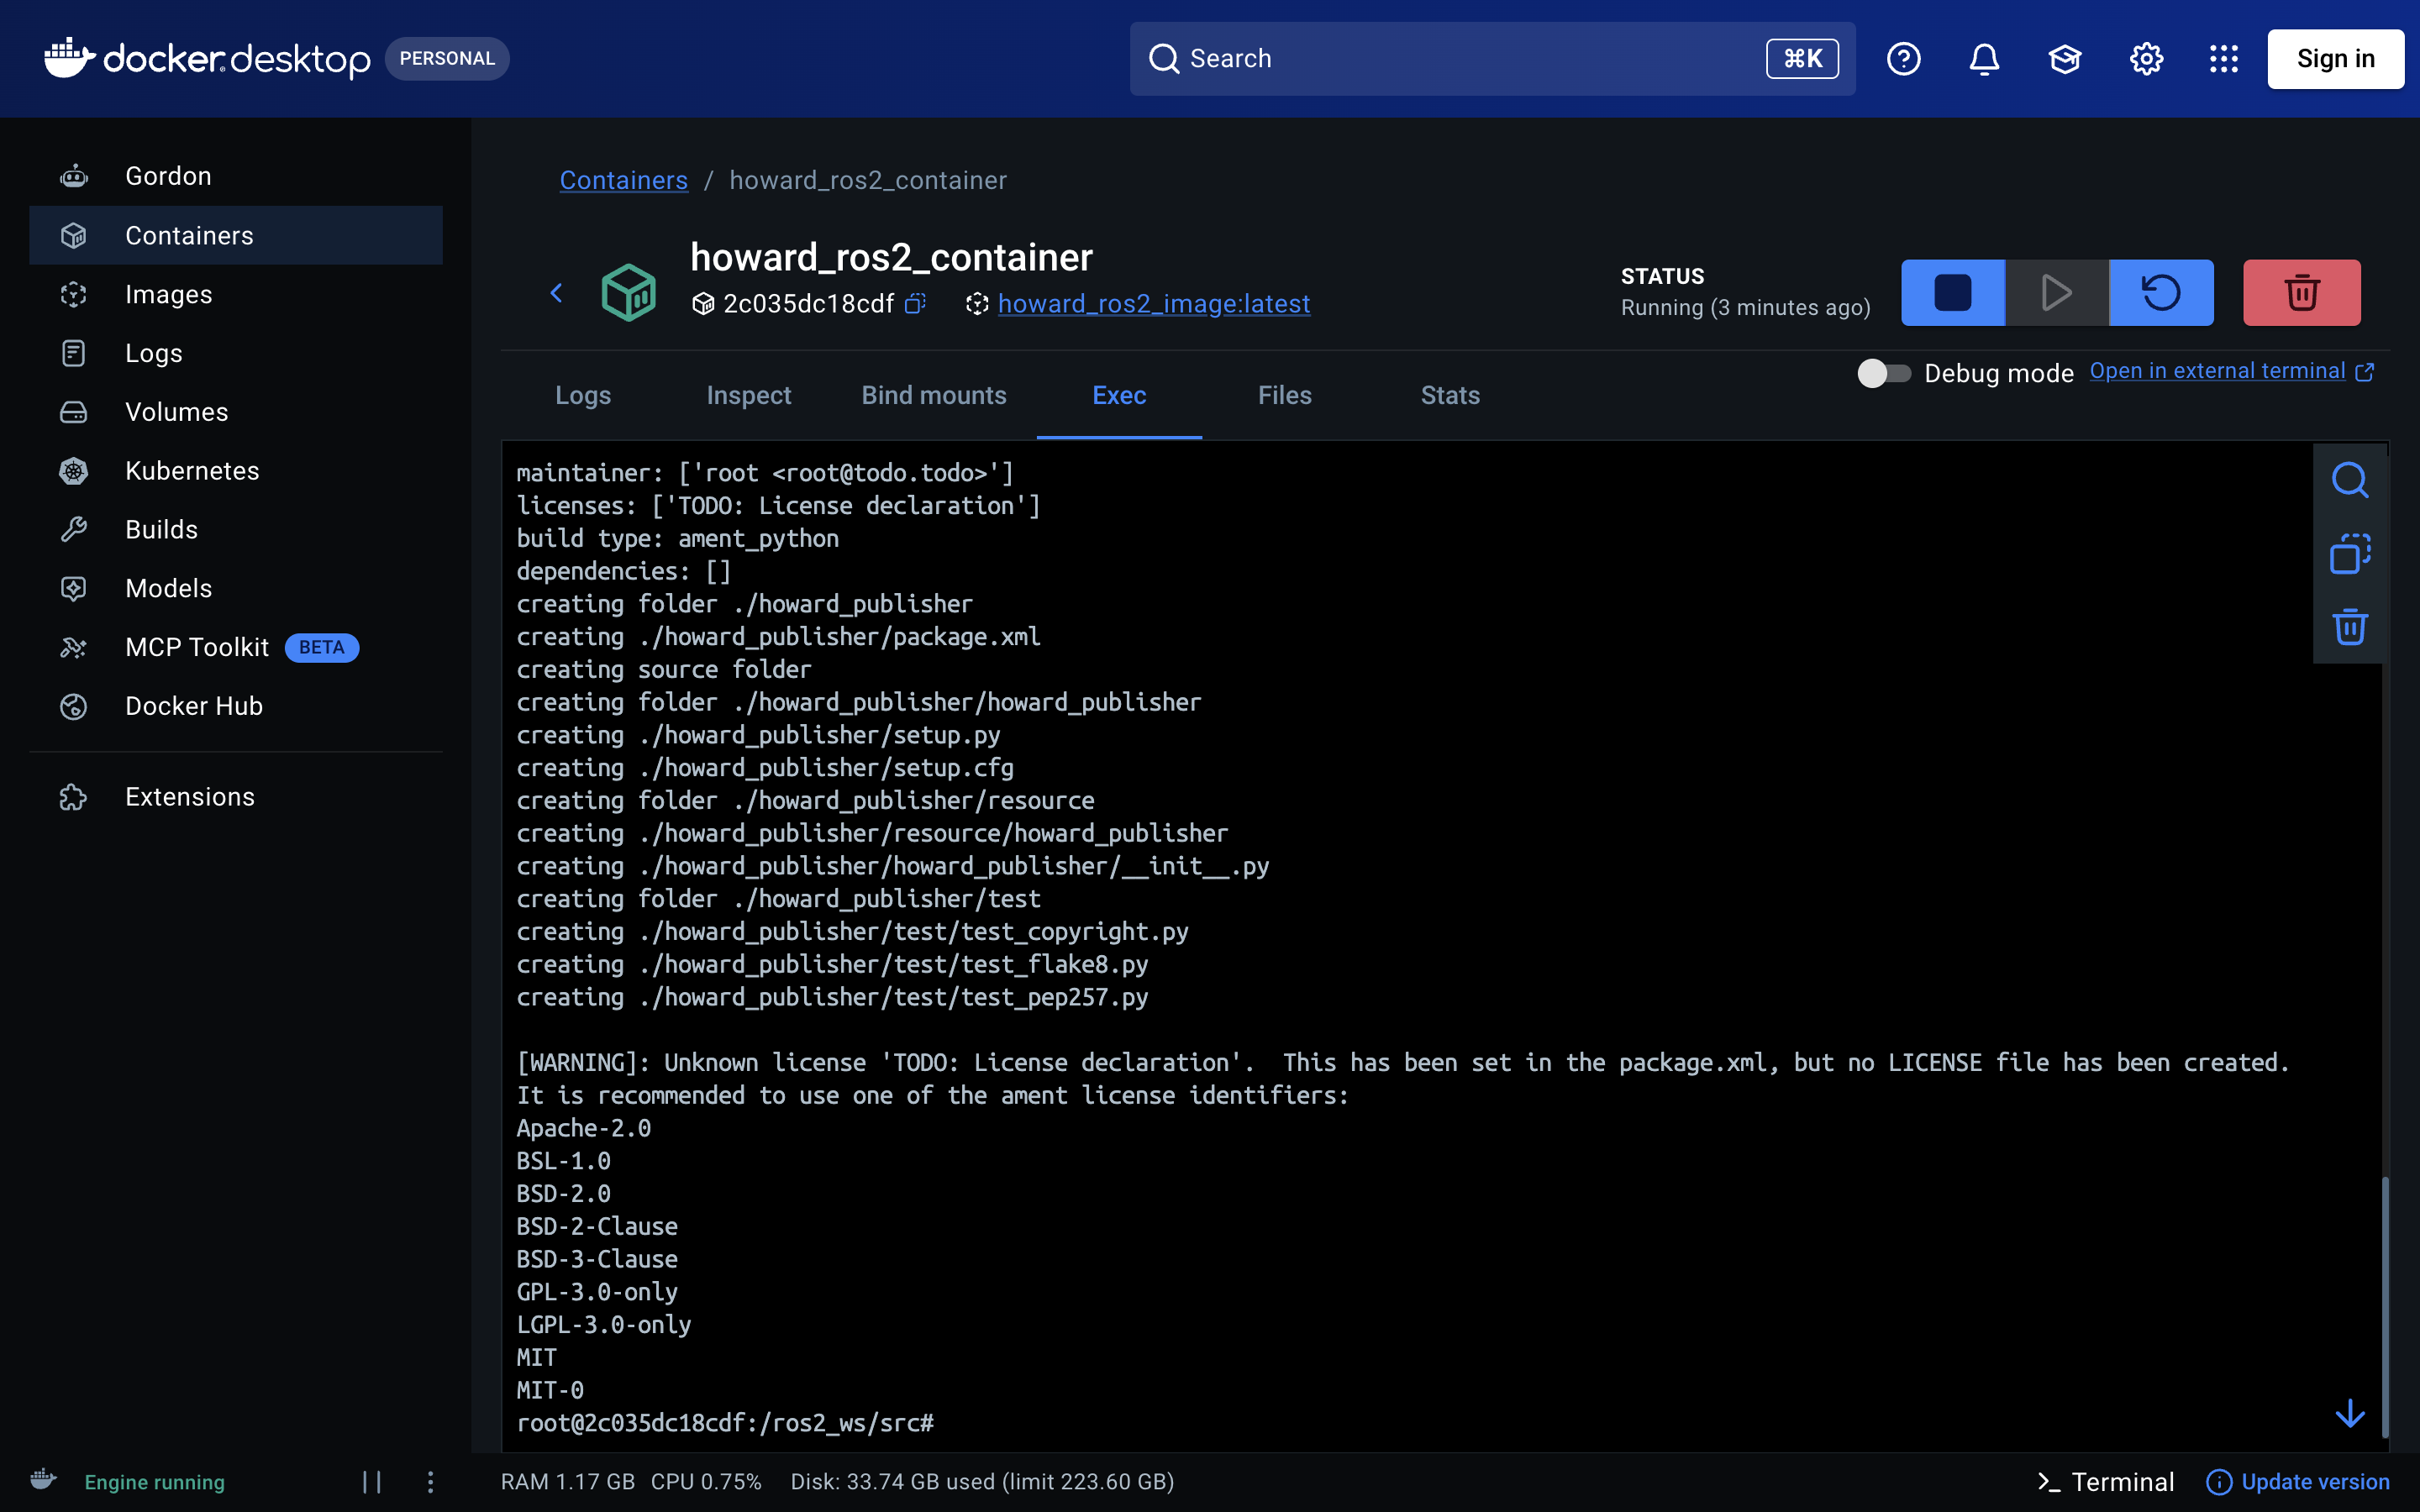 docker desktop PERSONAL
Search ⌘K
Sign in
Gordon
Containers
Images
Logs
Volumes
Kubernetes
Builds
Models
MCP Toolkit BETA
Docker Hub
Extensions
Containers / howard_ros2_container
howard_ros2_container
2c035dc18cdf howard_ros2_image:latest
STATUS
Running (3 minutes ago)
Debug mode Open in external terminal
Logs Inspect Bind mounts Exec Files Stats
maintainer: ['root <root@todo.todo>']
licenses: ['TODO: License declaration']
build type: ament_python
dependencies: []
creating folder ./howard_publisher
creating ./howard_publisher/package.xml
creating source folder
creating folder ./howard_publisher/howard_publisher
creating ./howard_publisher/setup.py
creating ./howard_publisher/setup.cfg
creating folder ./howard_publisher/resource
creating ./howard_publisher/resource/howard_publisher
creating ./howard_publisher/howard_publisher/__init__.py
creating folder ./howard_publisher/test
creating ./howard_publisher/test/test_copyright.py
creating ./howard_publisher/test/test_flake8.py
creating ./howard_publisher/test/test_pep257.py
[WARNING]: Unknown license 'TODO: License declaration'.  This has been set in the package.xml, but no LICENSE file has been created.
It is recommended to use one of the ament license identifiers:
Apache-2.0
BSL-1.0
BSD-2.0
BSD-2-Clause
BSD-3-Clause
GPL-3.0-only
LGPL-3.0-only
MIT
MIT-0
root@2c035dc18cdf:/ros2_ws/src#
Engine running
RAM 1.17 GB CPU 0.75% Disk: 33.74 GB used (limit 223.60 GB)
Terminal
Update version